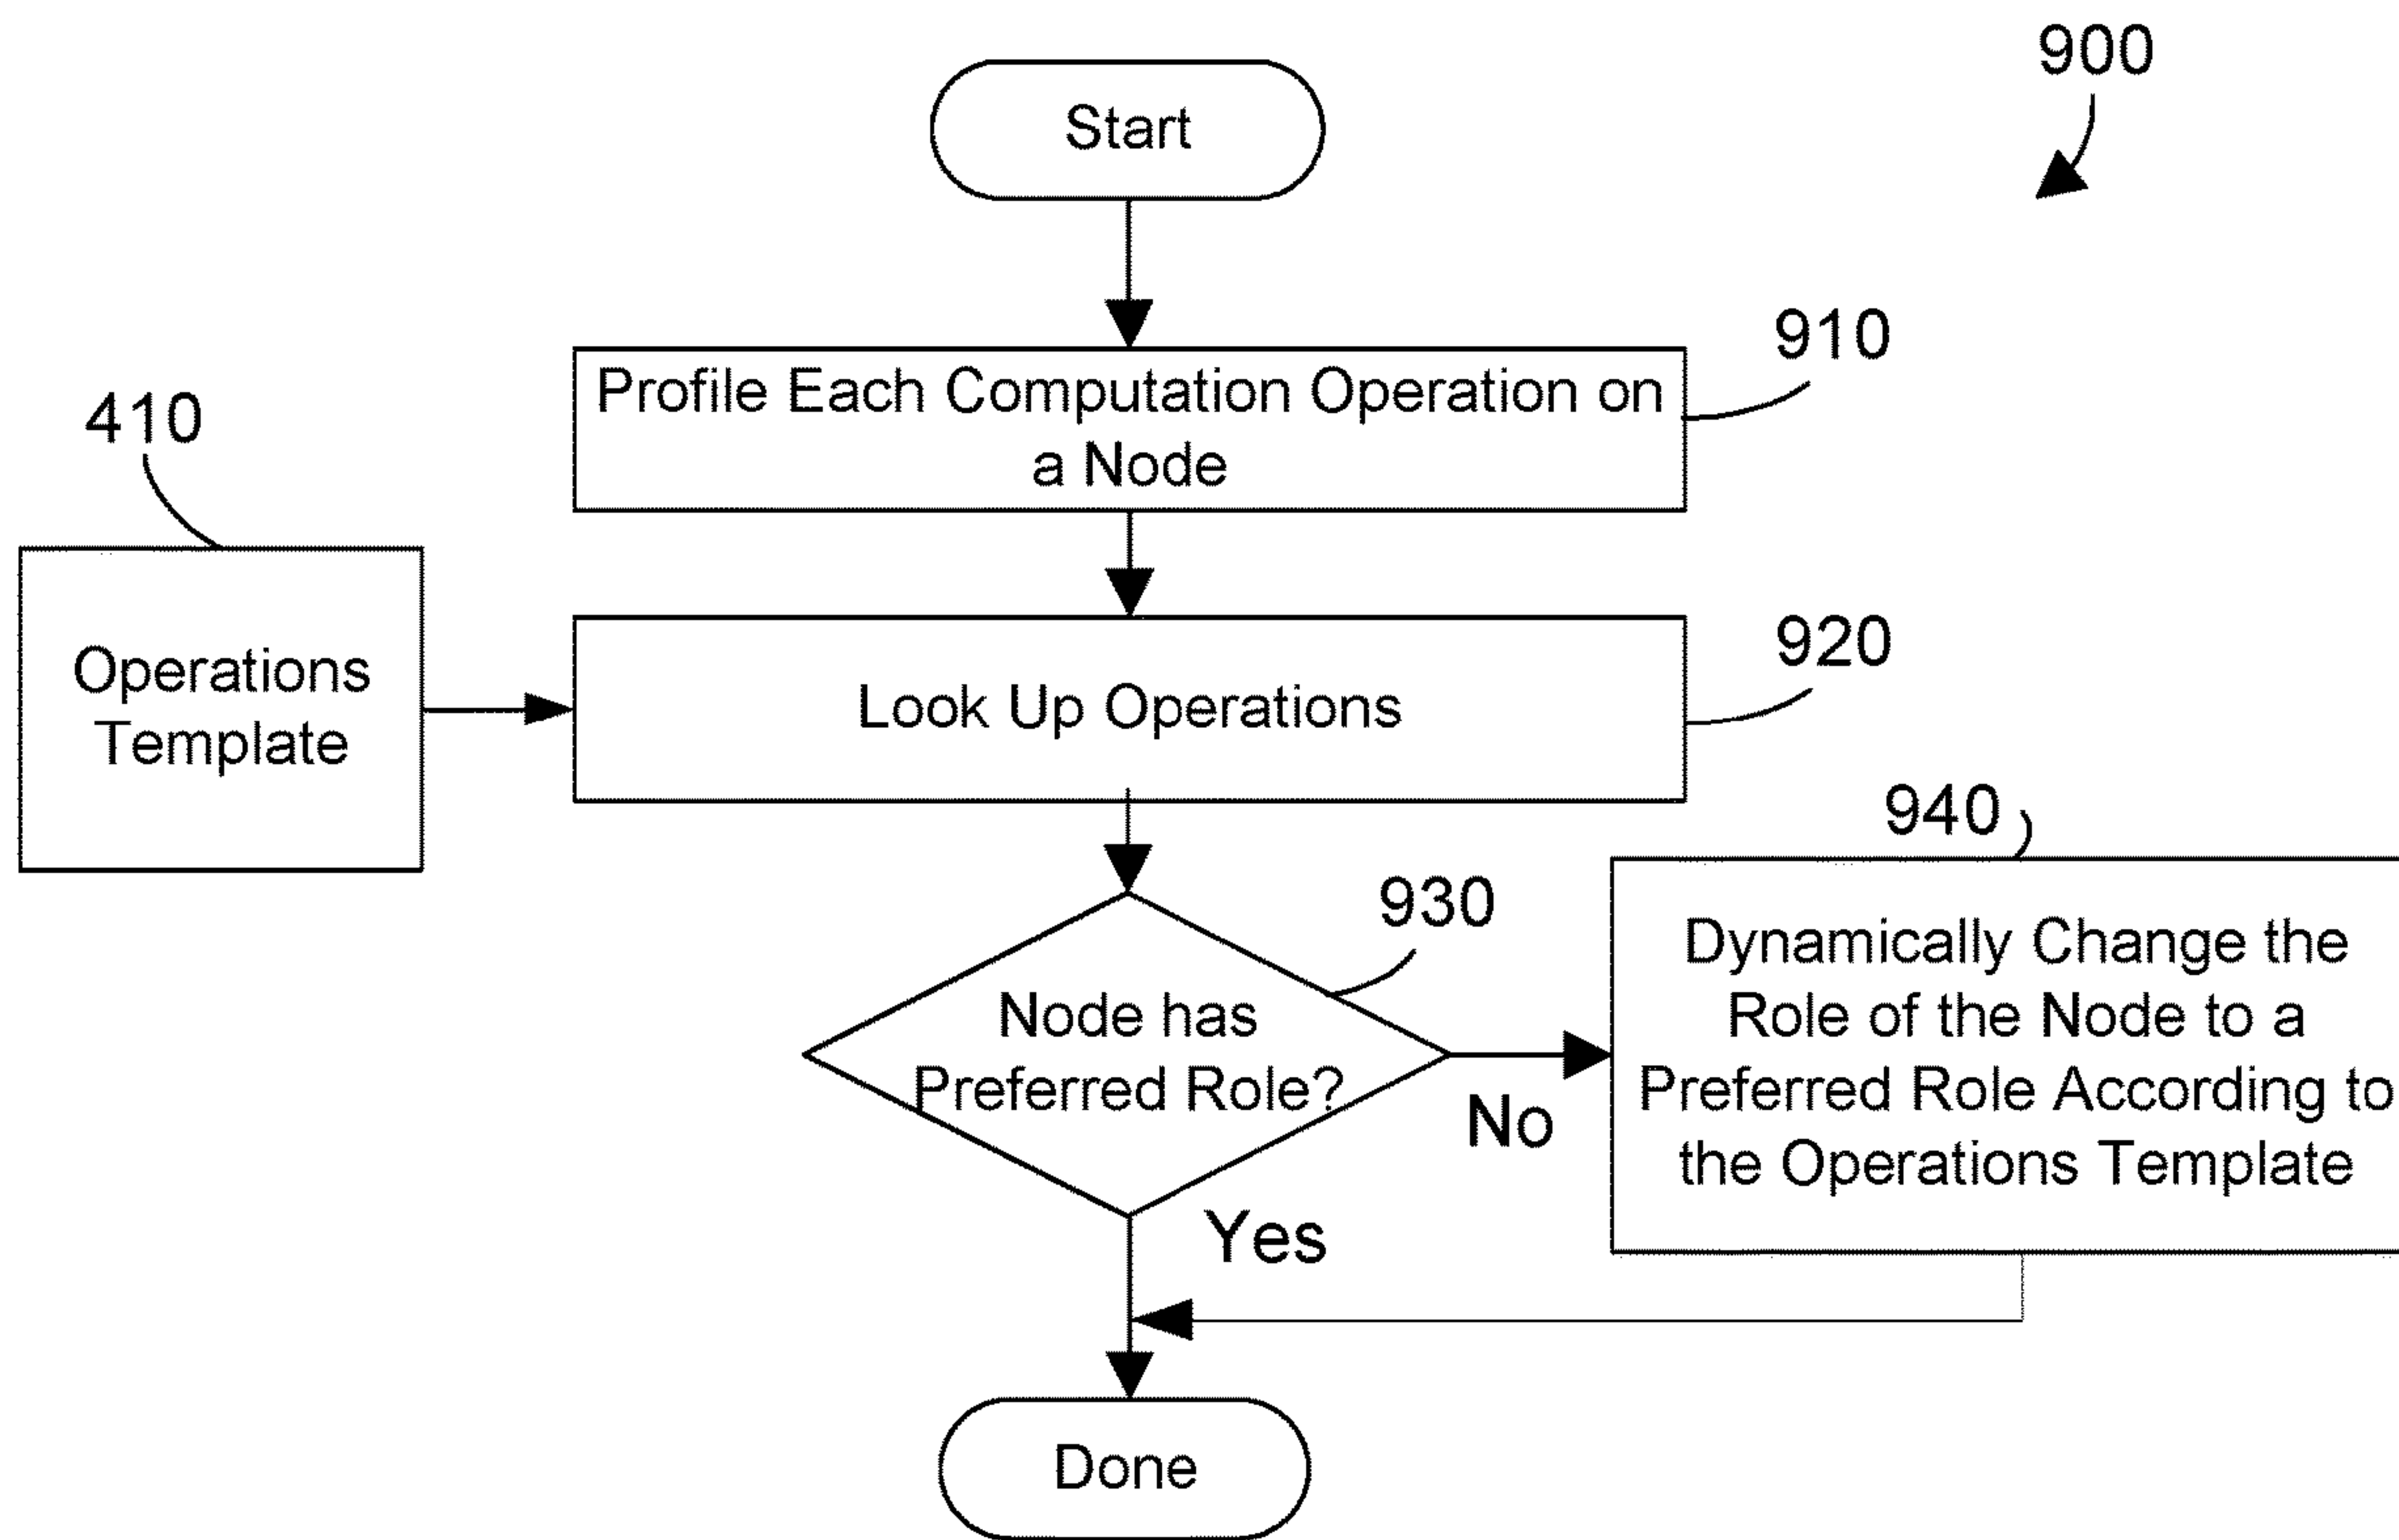 900
Start
910
Profile Each Computation Operation on
a Node
410
Operations
Template
920
Look Up Operations
940
930
Node has
Preferred Role?
No
Dynamically Change the
Role of the Node to a
Preferred Role According to
the Operations Template
Yes
Done